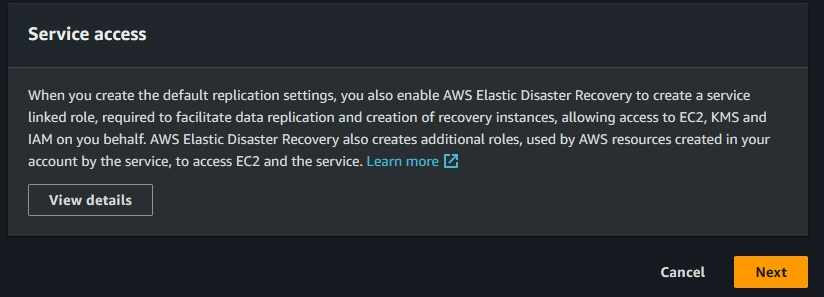 Service access
When you create the default replication settings, you also enable AWS Elastic Disaster Recovery to create a service
linked role, required to facilitate data replication and creation of recovery instances, allowing access to EC2, KMS and
IAM on you behalf. AWS Elastic Disaster Recovery also creates additional roles, used by AWS resources created in your
account by the service, to access EC2 and the service. Learn more
View details
Cancel Next